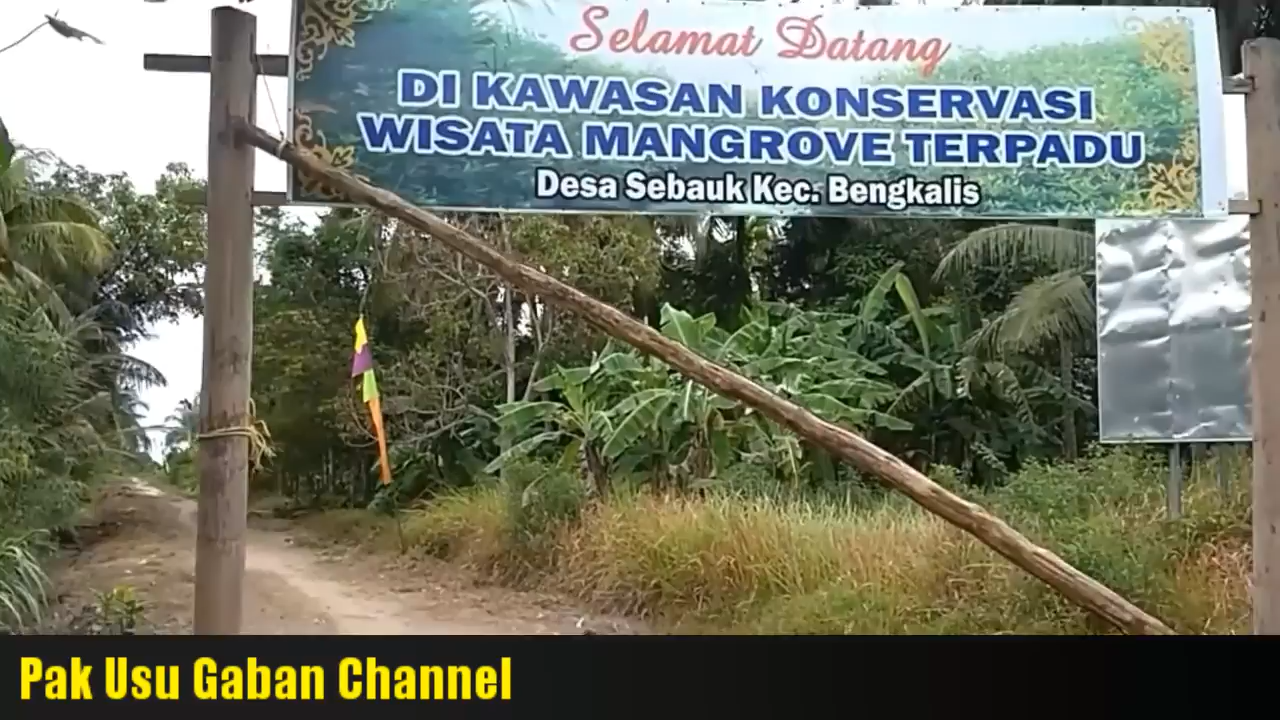 Selamat Datang
DI KAWASAN KONSERVASI
WISATA MANGROVE TERPADU
Desa Sebauk Kec. Bengkalis
Pak Usu Gaban Channel